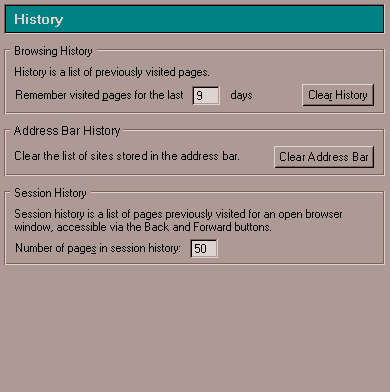 History
Browsing History
History is a list of previously visited pages.
Remember visited pages for the last 9 days Clear History
Address Bar History
Clear the list of sites stored in the address bar. Clear Address Bar
Session History
Session history is a list of pages previously visited for an open browser
window, accessible via the Back and Forward buttons.
Number of pages in session history: 50